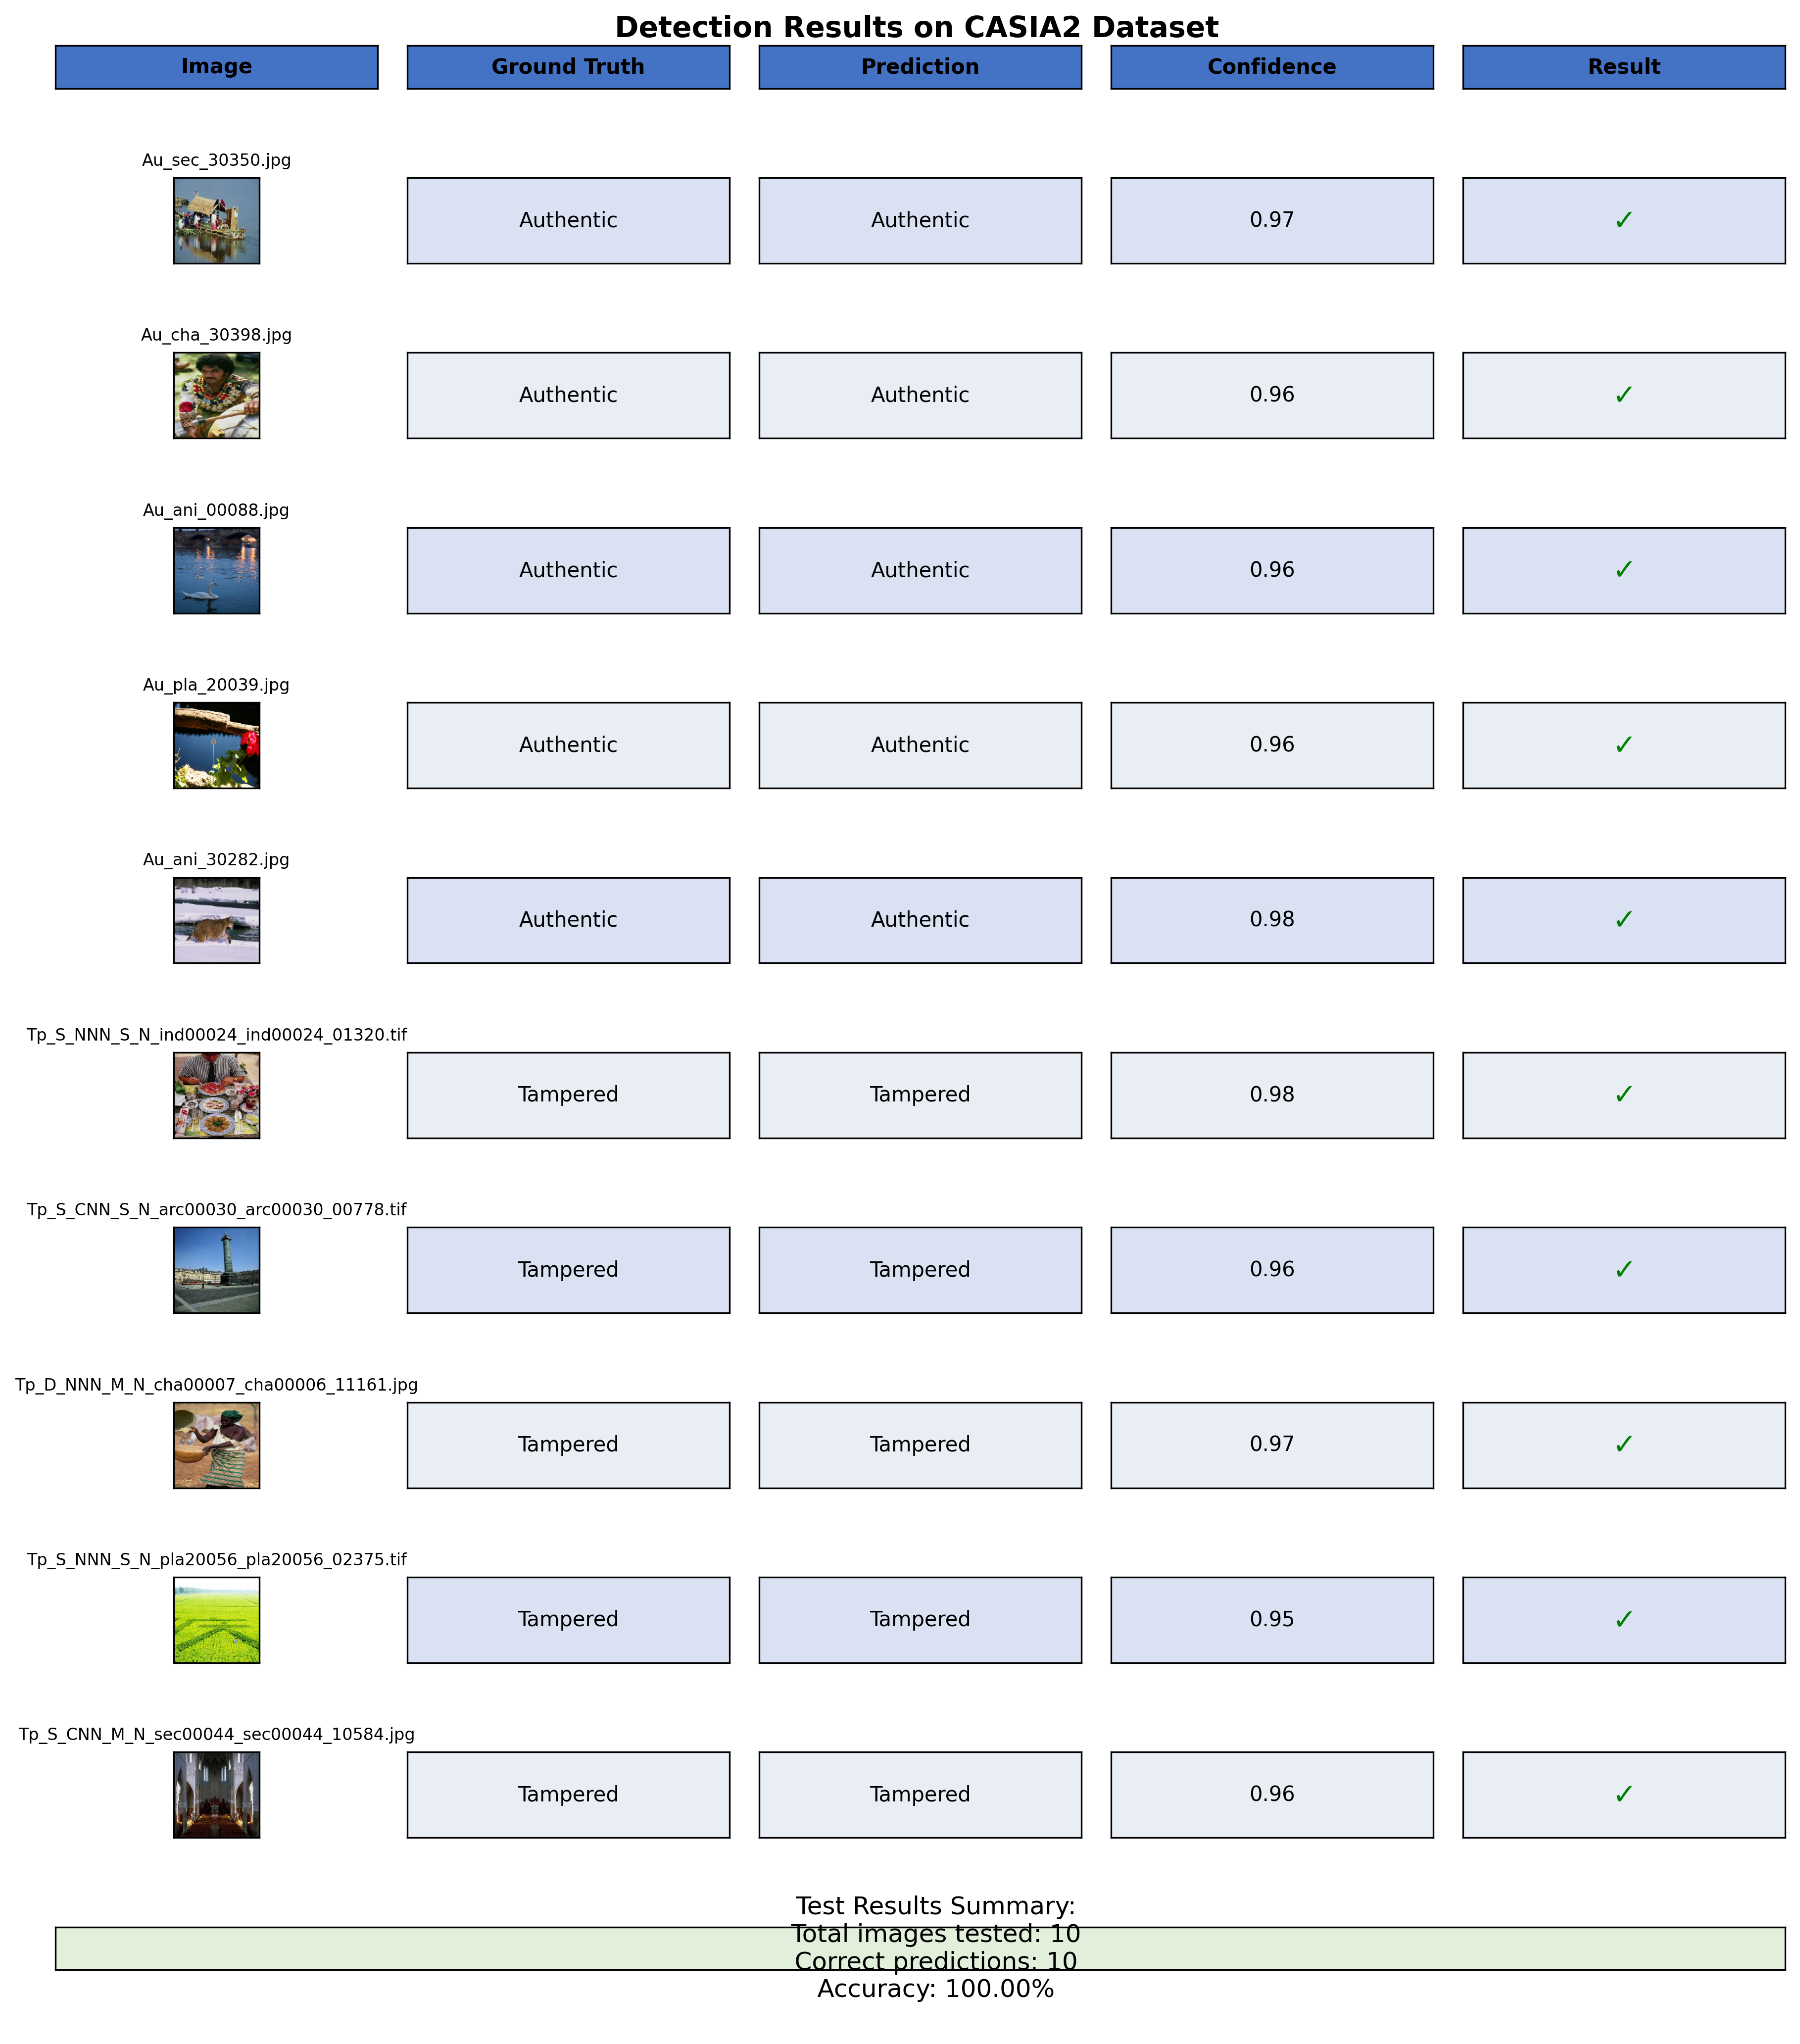 Detection Results on CASIA2 Dataset
Image Ground Truth Prediction Confidence Result
Au_sec_30350.jpg
Authentic Authentic 0.97 ✓
Au_cha_30398.jpg
Authentic Authentic 0.96 ✓
Au_ani_00088.jpg
Authentic Authentic 0.96 ✓
Au_pla_20039.jpg
Authentic Authentic 0.96 ✓
Au_ani_30282.jpg
Authentic Authentic 0.98 ✓
Tp_S_NNN_S_N_ind00024_ind00024_01320.tif
Tampered Tampered 0.98 ✓
Tp_S_CNN_S_N_arc00030_arc00030_00778.tif
Tampered Tampered 0.96 ✓
Tp_D_NNN_M_N_cha00007_cha00006_11161.jpg
Tampered Tampered 0.97 ✓
Tp_S_NNN_S_N_pla20056_pla20056_02375.tif
Tampered Tampered 0.95 ✓
Tp_S_CNN_M_N_sec00044_sec00044_10584.jpg
Tampered Tampered 0.96 ✓
Test Results Summary:
Total images tested: 10
Correct predictions: 10
Accuracy: 100.00%